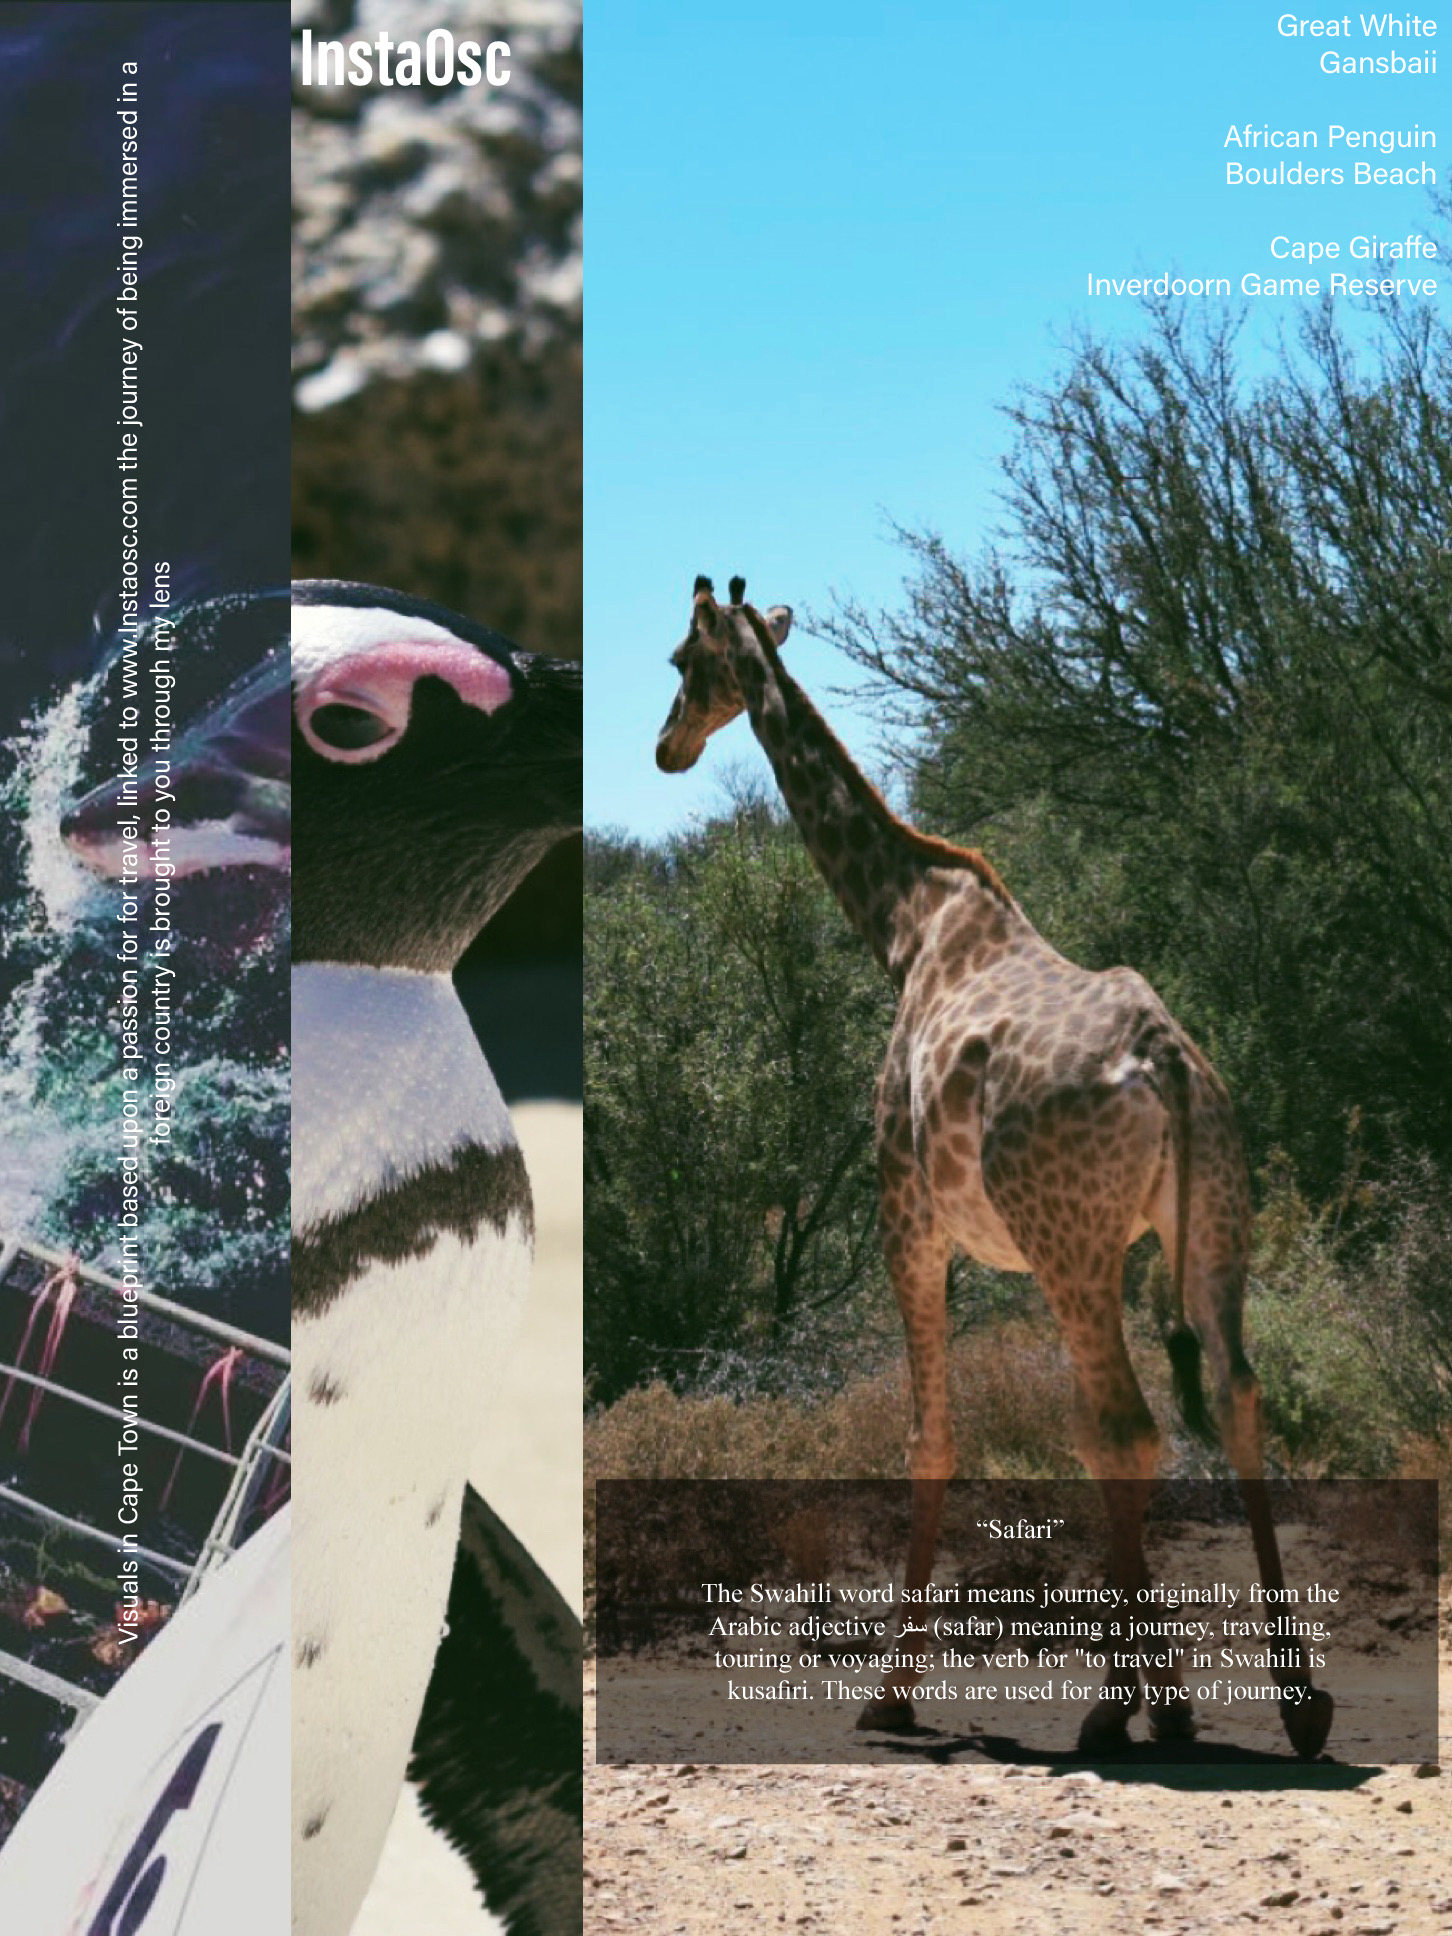 InstaOsc
Great White
Gansbaii
African Penguin
Boulders Beach
Cape Giraffe
Inverdoorn Game Reserve
Visuals in Cape Town is a blueprint based upon a passion for for travel, linked to www.Instaosc.com the journey of being immersed in a
foreign country is brought to you through my lens
“Safari”
The Swahili word safari means journey, originally from the
Arabic adjective سفر (safar) meaning a journey, travelling,
touring or voyaging; the verb for "to travel" in Swahili is
kusafiri. These words are used for any type of journey.